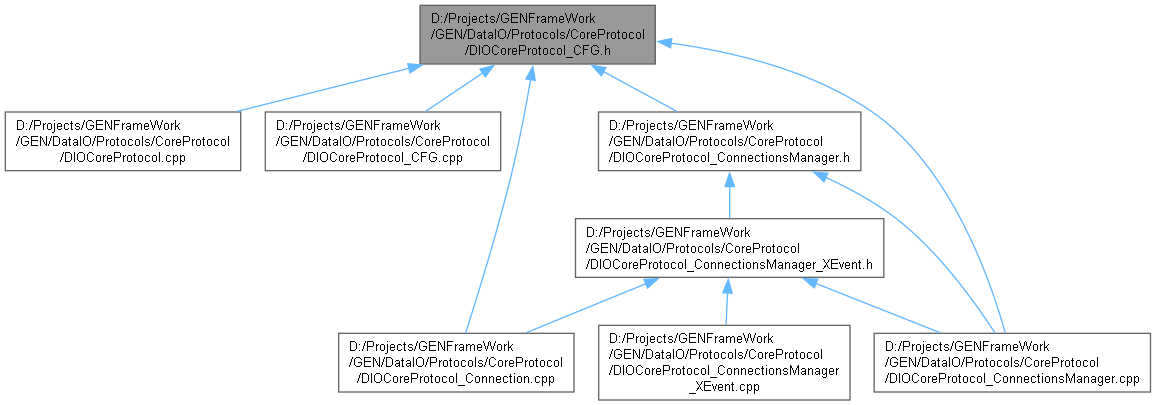 D:/Projects/GENFrameWork
/GEN/DataIO/Protocols/CoreProtocol
/DIOCoreProtocol_CFG.h
D:/Projects/GENFrameWork
/GEN/DataIO/Protocols/CoreProtocol
/DIOCoreProtocol.cpp
D:/Projects/GENFrameWork
/GEN/DataIO/Protocols/CoreProtocol
/DIOCoreProtocol_CFG.cpp
D:/Projects/GENFrameWork
/GEN/DataIO/Protocols/CoreProtocol
/DIOCoreProtocol_ConnectionsManager.h
D:/Projects/GENFrameWork
/GEN/DataIO/Protocols/CoreProtocol
/DIOCoreProtocol_ConnectionsManager_XEvent.h
D:/Projects/GENFrameWork
/GEN/DataIO/Protocols/CoreProtocol
/DIOCoreProtocol_Connection.cpp
D:/Projects/GENFrameWork
/GEN/DataIO/Protocols/CoreProtocol
/DIOCoreProtocol_ConnectionsManager
_XEvent.cpp
D:/Projects/GENFrameWork
/GEN/DataIO/Protocols/CoreProtocol
/DIOCoreProtocol_ConnectionsManager.cpp